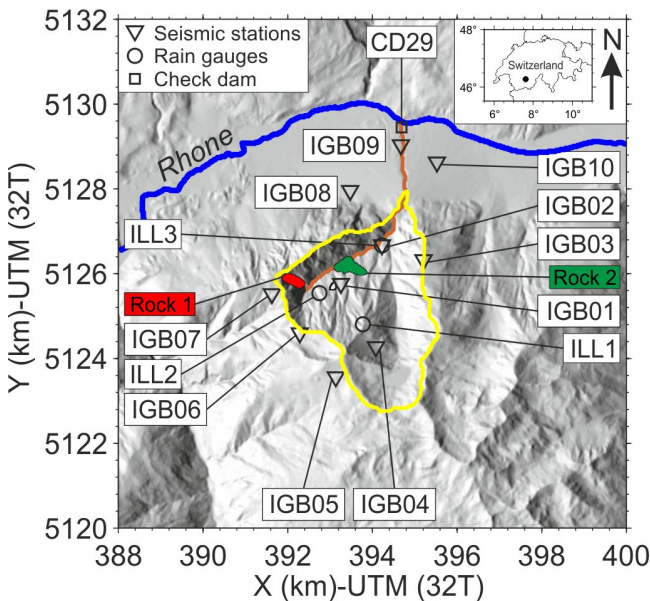 5132
5130
5128
5126
5124
5122
5120
Y (km)-UTM (32T)
Seismic stations
Rain gauges
Check dam
CD29
48°
46°
Switzerland
6°
8°
10°
N
Rhone
IGB09
IGB10
IGB08
IGB02
ILL3
IGB03
Rock 2
Rock 1
IGB01
IGB07
ILL1
ILL2
IGB06
IGB05
IGB04
388
390
392
394
396
398
400
X (km)-UTM (32T)